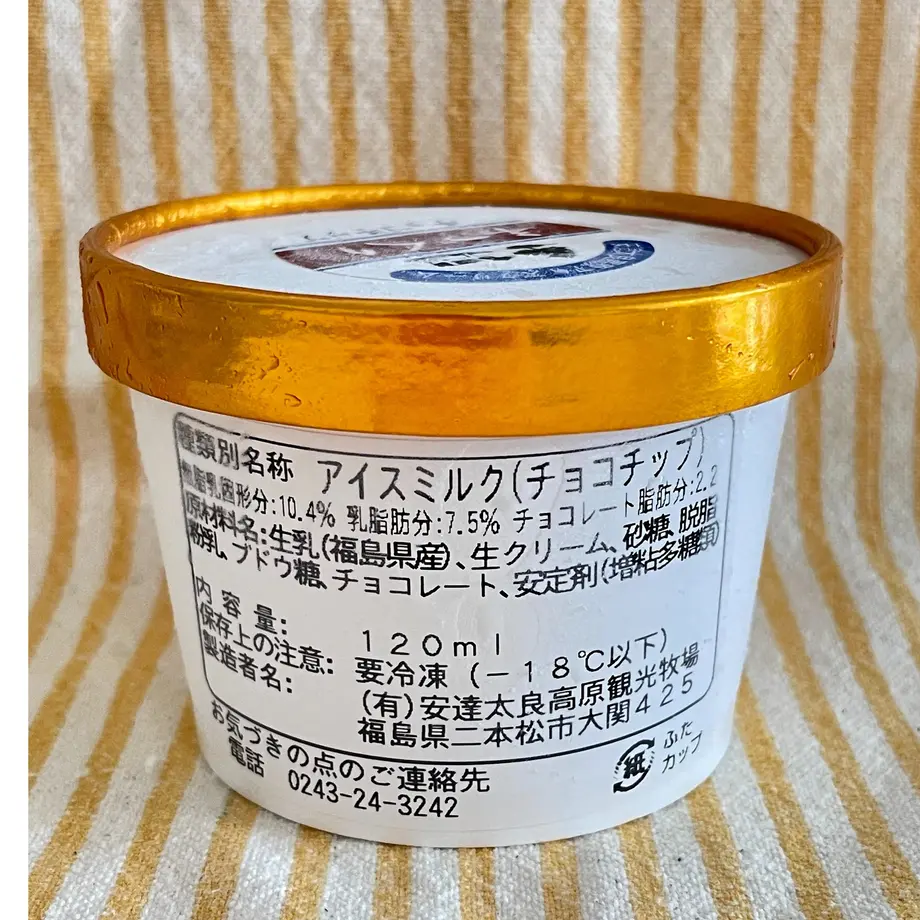 種類別名称 アイスミルク(チョコチップ)
無脂乳固形分:10.4% 乳脂肪分:7.5% チョコレート脂肪分:2.2
原材料名:生乳(福島県産)、生クリーム、砂糖、脱脂
粉乳、ブドウ糖、チョコレート、安定剤(増粘多糖類)
内容量: 120ml
保存上の注意: 要冷凍(-18℃以下)
製造者名: (有)安達太良高原観光牧場
福島県二本松市大関425
お気づきの点のご連絡先
電話 0243-24-3242
紙
ふた
カップ